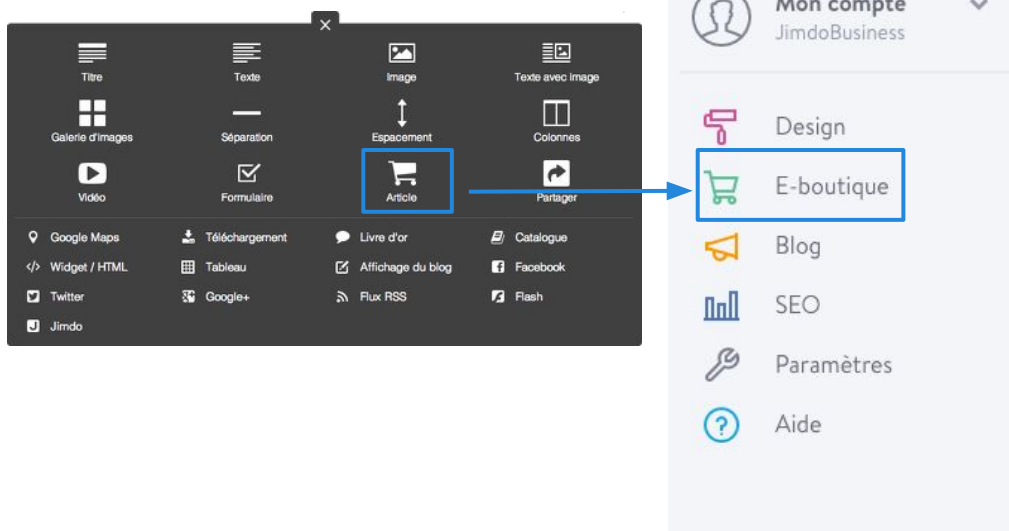 Titre
Texte
Image
Texte avec image
Galerie d'images
Séparation
Espacement
Colonnes
Vidéo
Formulaire
Article
Partager
Google Maps
Téléchargement
Livre d'or
Catalogue
Widget / HTML
Tableau
Affichage du blog
Facebook
Twitter
Google+
Flux RSS
Flash
Jimdo
Mon compte
JimdoBusiness
Design
E-boutique
Blog
SEO
Paramètres
Aide